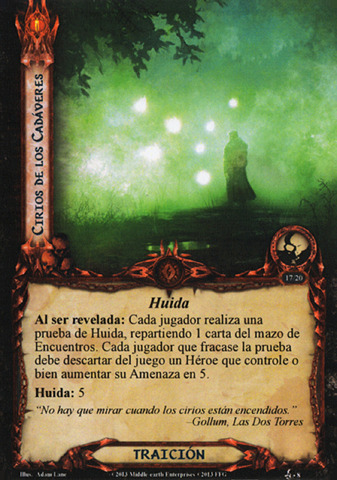 CIRIOS DE LOS CADÁVERES
17-20
Huida
Al ser revelada: Cada jugador realiza una
prueba de Huida, repartiendo 1 carta del mazo de
Encuentros. Cada jugador que fracase la prueba
debe descartar del juego un Héroe que controle o
bien aumentar su Amenaza en 5.
Huida: 5
“No hay que mirar cuando los cirios están encendidos.”
–Gollum, Las Dos Torres
TRAICIÓN
Illus. Adam Lane
©2013 Middle-earth Enterprises ©2013 FFG
8